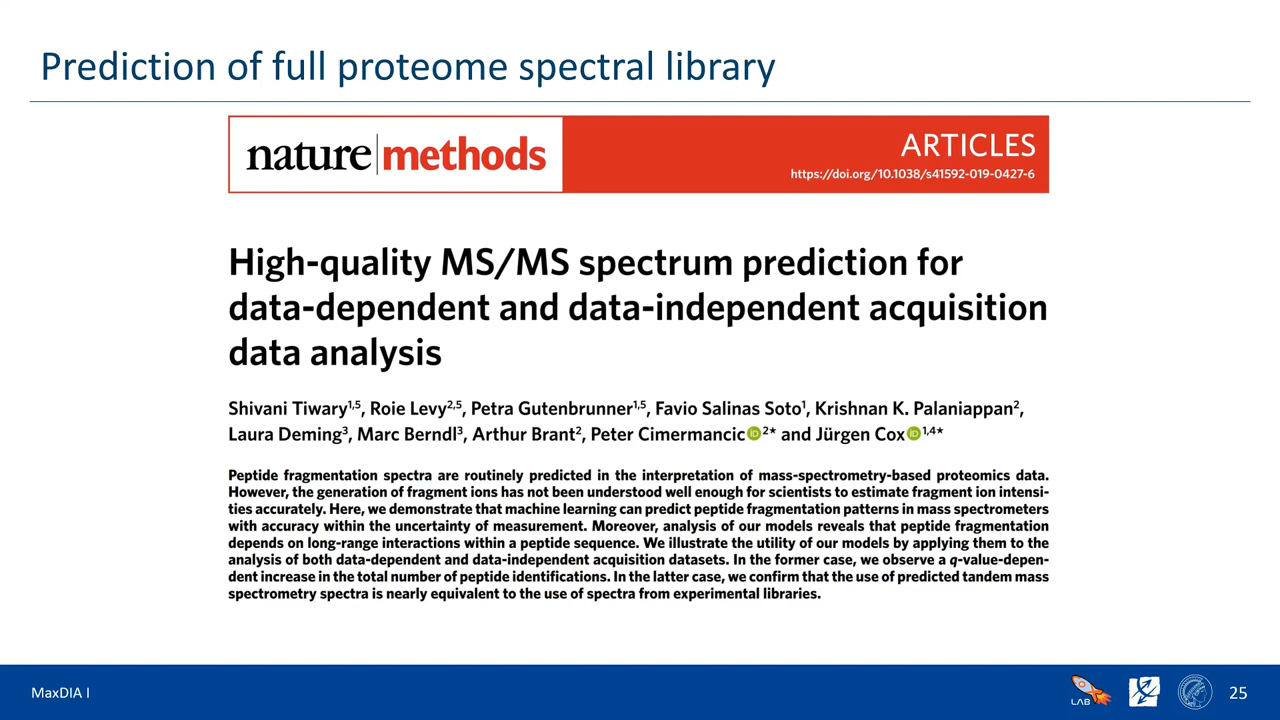 Prediction of full proteome spectral library
nature|methods
ARTICLES
https://doi.org/10.1038/s41592-019-0427-6
High-quality MS/MS spectrum prediction for
data-dependent and data-independent acquisition
data analysis
Shivani Tiwary1,5, Roie Levy2,5, Petra Gutenbrunner1,5, Favio Salinas Soto1, Krishnan K. Palaniappan2,
Laura Deming3, Marc Berndl3, Arthur Brant2, Peter Cimermancic iD 2* and Jürgen Cox iD 1,4*
Peptide fragmentation spectra are routinely predicted in the interpretation of mass-spectrometry-based proteomics data.
However, the generation of fragment ions has not been understood well enough for scientists to estimate fragment ion intensi-
ties accurately. Here, we demonstrate that machine learning can predict peptide fragmentation patterns in mass spectrometers
with accuracy within the uncertainty of measurement. Moreover, analysis of our models reveals that peptide fragmentation
depends on long-range interactions within a peptide sequence. We illustrate the utility of our models by applying them to the
analysis of both data-dependent and data-independent acquisition datasets. In the former case, we observe a q-value-depen-
dent increase in the total number of peptide identifications. In the latter case, we confirm that the use of predicted tandem mass
spectrometry spectra is nearly equivalent to the use of spectra from experimental libraries.
MaxDIA I
LAB
25